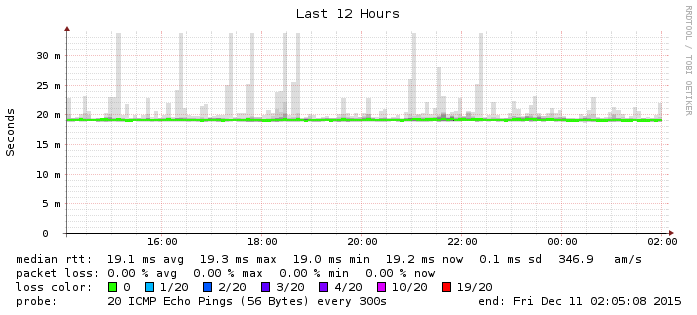 Last 12 Hours
RRDTOOL / TOBI OETIKER
Seconds
30 m
25 m
20 m
15 m
10 m
5 m
0
16:00 18:00 20:00 22:00 00:00 02:00
median rtt: 19.1 ms avg 19.3 ms max 19.0 ms min 19.2 ms now 0.1 ms sd 346.9 am/s
packet loss: 0.00 % avg 0.00 % max 0.00 % min 0.00 % now
loss color: 0 1/20 2/20 3/20 4/20 10/20 19/20
probe: 20 ICMP Echo Pings (56 Bytes) every 300s end: Fri Dec 11 02:05:08 2015